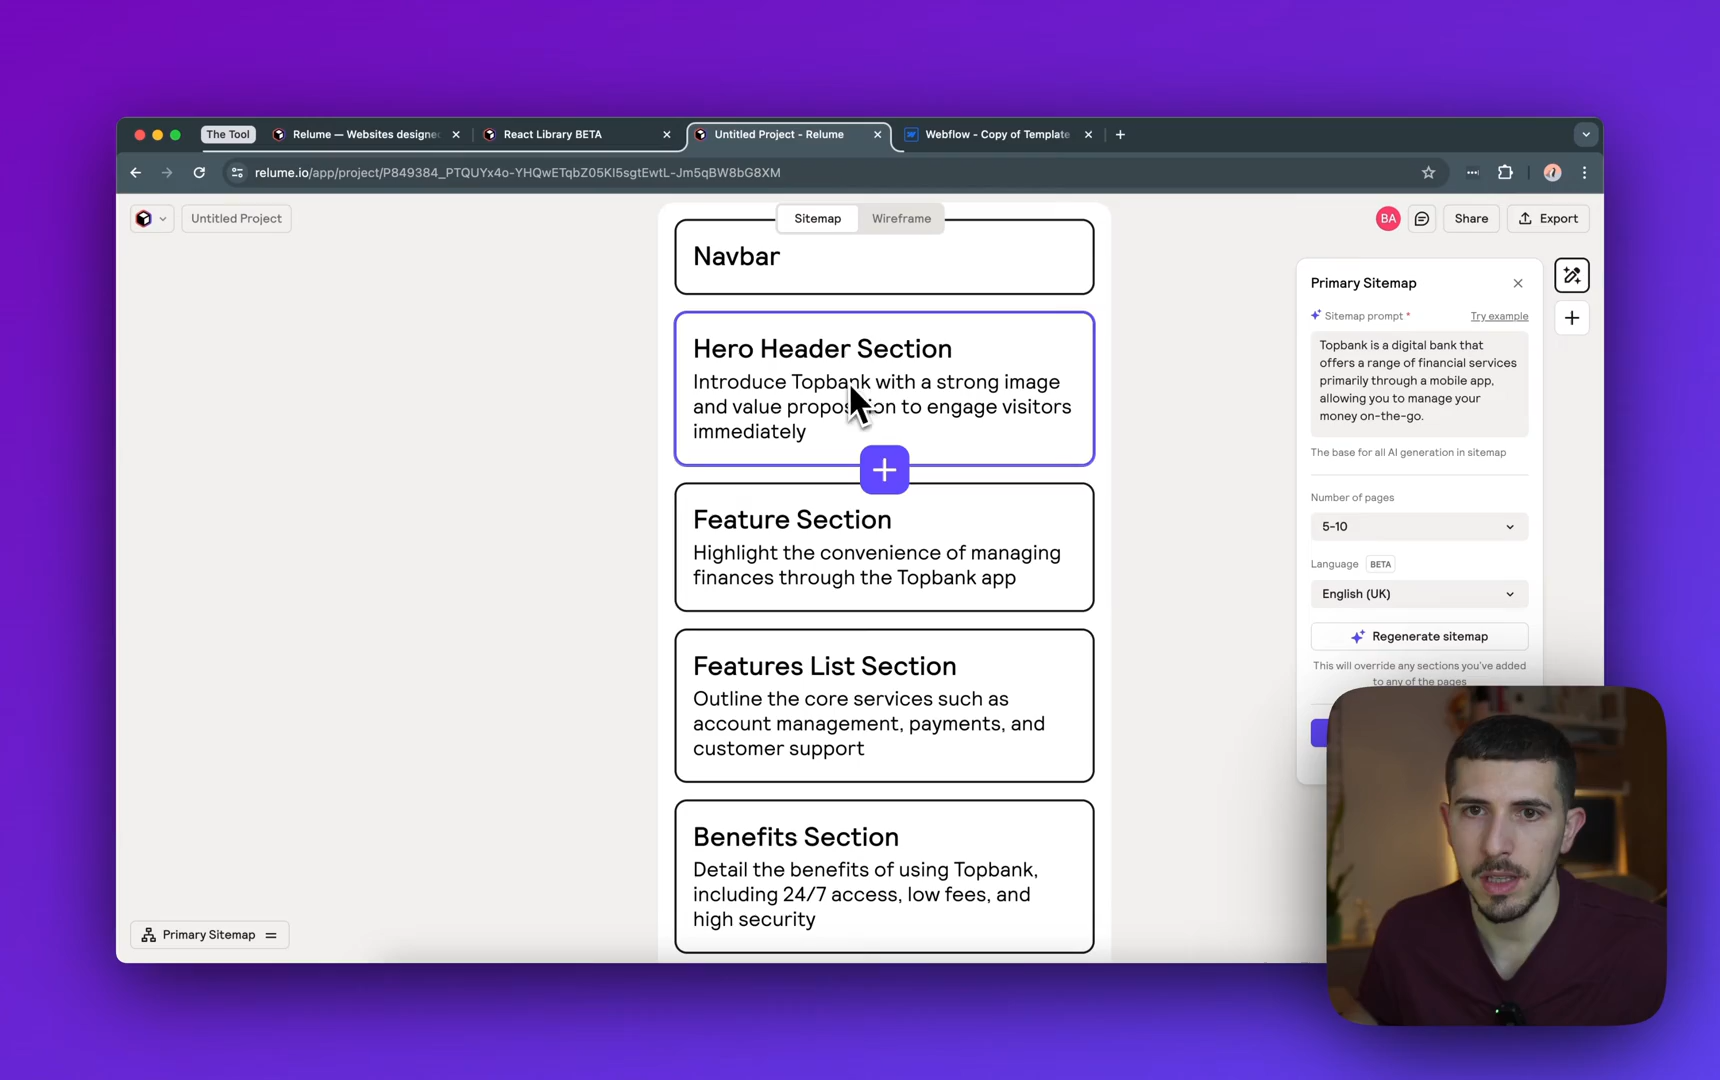 The Tool
Relume — Websites designed
React Library BETA
Untitled Project - Relume
Webflow - Copy of Template
relume.io/app/project/P849384_PTQUYx4o-YHQwETqbZ05Kl5sgtEwtL-Jm5qBW8bG8XM
Untitled Project
Sitemap
Wireframe
BA
Share
Export
Navbar
Hero Header Section
Introduce Topbank with a strong image
and value proposition to engage visitors
immediately
Feature Section
Highlight the convenience of managing
finances through the Topbank app
Features List Section
Outline the core services such as
account management, payments, and
customer support
Benefits Section
Detail the benefits of using Topbank,
including 24/7 access, low fees, and
high security
Primary Sitemap
Sitemap prompt *
Try example
Topbank is a digital bank that
offers a range of financial services
primarily through a mobile app,
allowing you to manage your
money on-the-go.
The base for all AI generation in sitemap
Number of pages
5-10
Language BETA
English (UK)
Regenerate sitemap
This will override any sections you've added
to any of the pages
Primary Sitemap